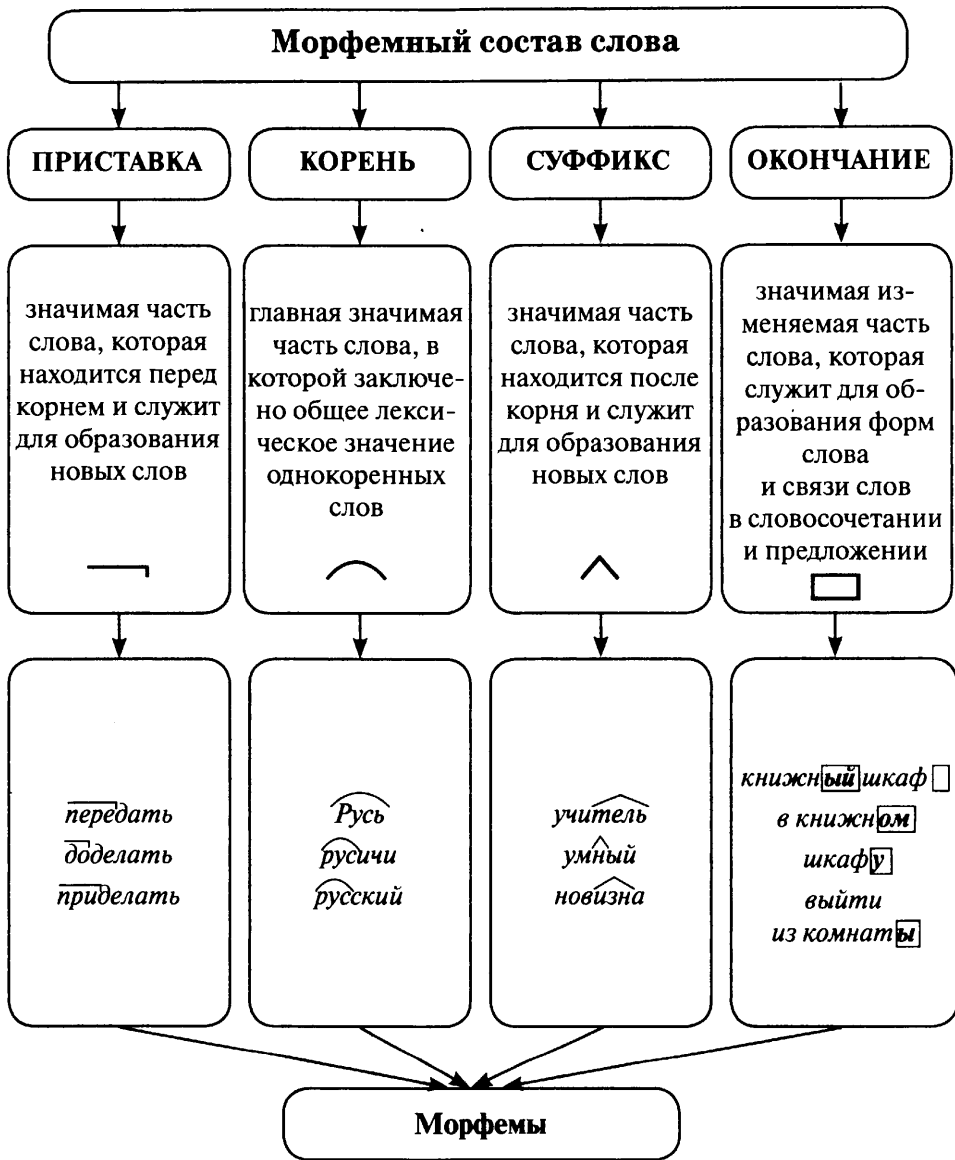 Морфемный состав слова
ПРИСТАВКА
КОРЕНЬ
СУФФИКС
ОКОНЧАНИЕ
значимая часть
слова, которая
находится перед
корнем и служит
для образования
новых слов
главная значимая
часть слова, в
которой заключе-
но общее лекси-
ческое значение
однокоренных
слов
значимая часть
слова, которая
находится после
корня и служит
для образования
новых слов
значимая из-
меняемая часть
слова, которая
служит для об-
разования форм
слова
и связи слов
в словосочетании
и предложении
передать
доделать
приделать
Русь
русичи
русский
учитель
умный
новизна
книжный шкаф
в книжном
шкафу
выйти
из комнаты
Морфемы